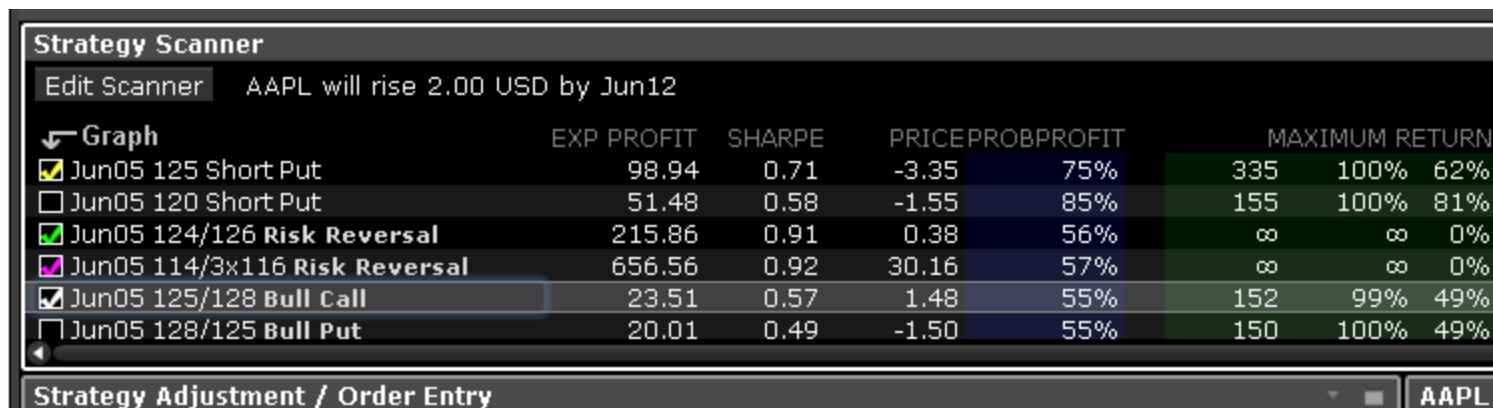 Strategy Scanner
Edit Scanner AAPL will rise 2.00 USD by Jun12
Graph EXP PROFIT SHARPE PRICE PROBPROFIT MAXIMUM RETURN
Jun05 125 Short Put 98.94 0.71 -3.35 75% 335 100% 62%
Jun05 120 Short Put 51.48 0.58 -1.55 85% 155 100% 81%
Jun05 124/126 Risk Reversal 215.86 0.91 0.38 56% ∞ ∞ 0%
Jun05 114/3x116 Risk Reversal 656.56 0.92 30.16 57% ∞ ∞ 0%
Jun05 125/128 Bull Call 23.51 0.57 1.48 55% 152 99% 49%
Jun05 128/125 Bull Put 20.01 0.49 -1.50 55% 150 100% 49%
Strategy Adjustment / Order Entry AAPL